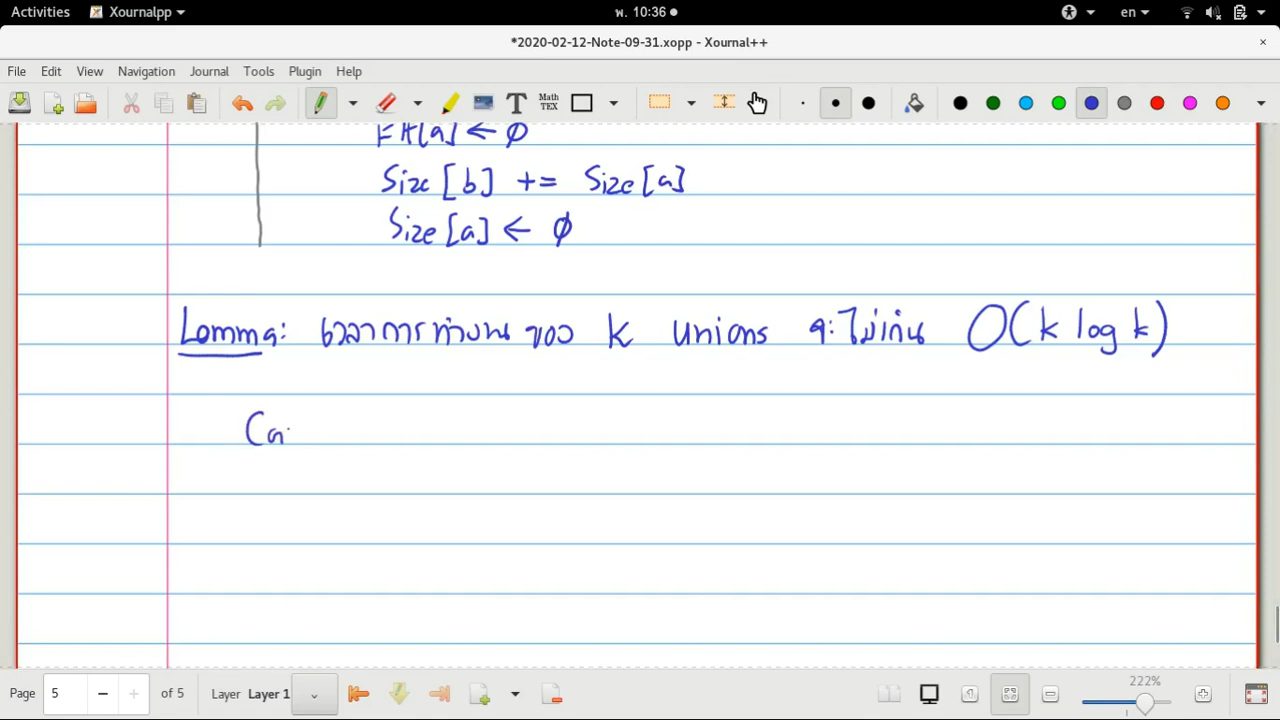 Activities Xournalpp พ. 10:36 en
*2020-02-12-Note-09-31.xopp - Xournal++
File Edit View Navigation Journal Tools Plugin Help
Math TEX
[a] ← ∅
Size [b] += Size[a]
Size[a] ← ∅
Lemma: เวลาการทำงาน ของ k unions จะไม่เกิน O(k log k)
Ca
Page 5 of 5 Layer Layer 1 222%